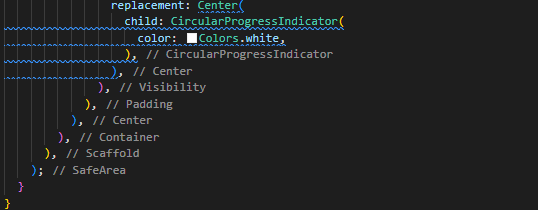 replacement: Center(
child: CircularProgressIndicator(
color: Colors.white,
), // CircularProgressIndicator
), // Center
), // Visibility
), // Padding
), // Center
), // Container
), // Scaffold
); // SafeArea
}
}